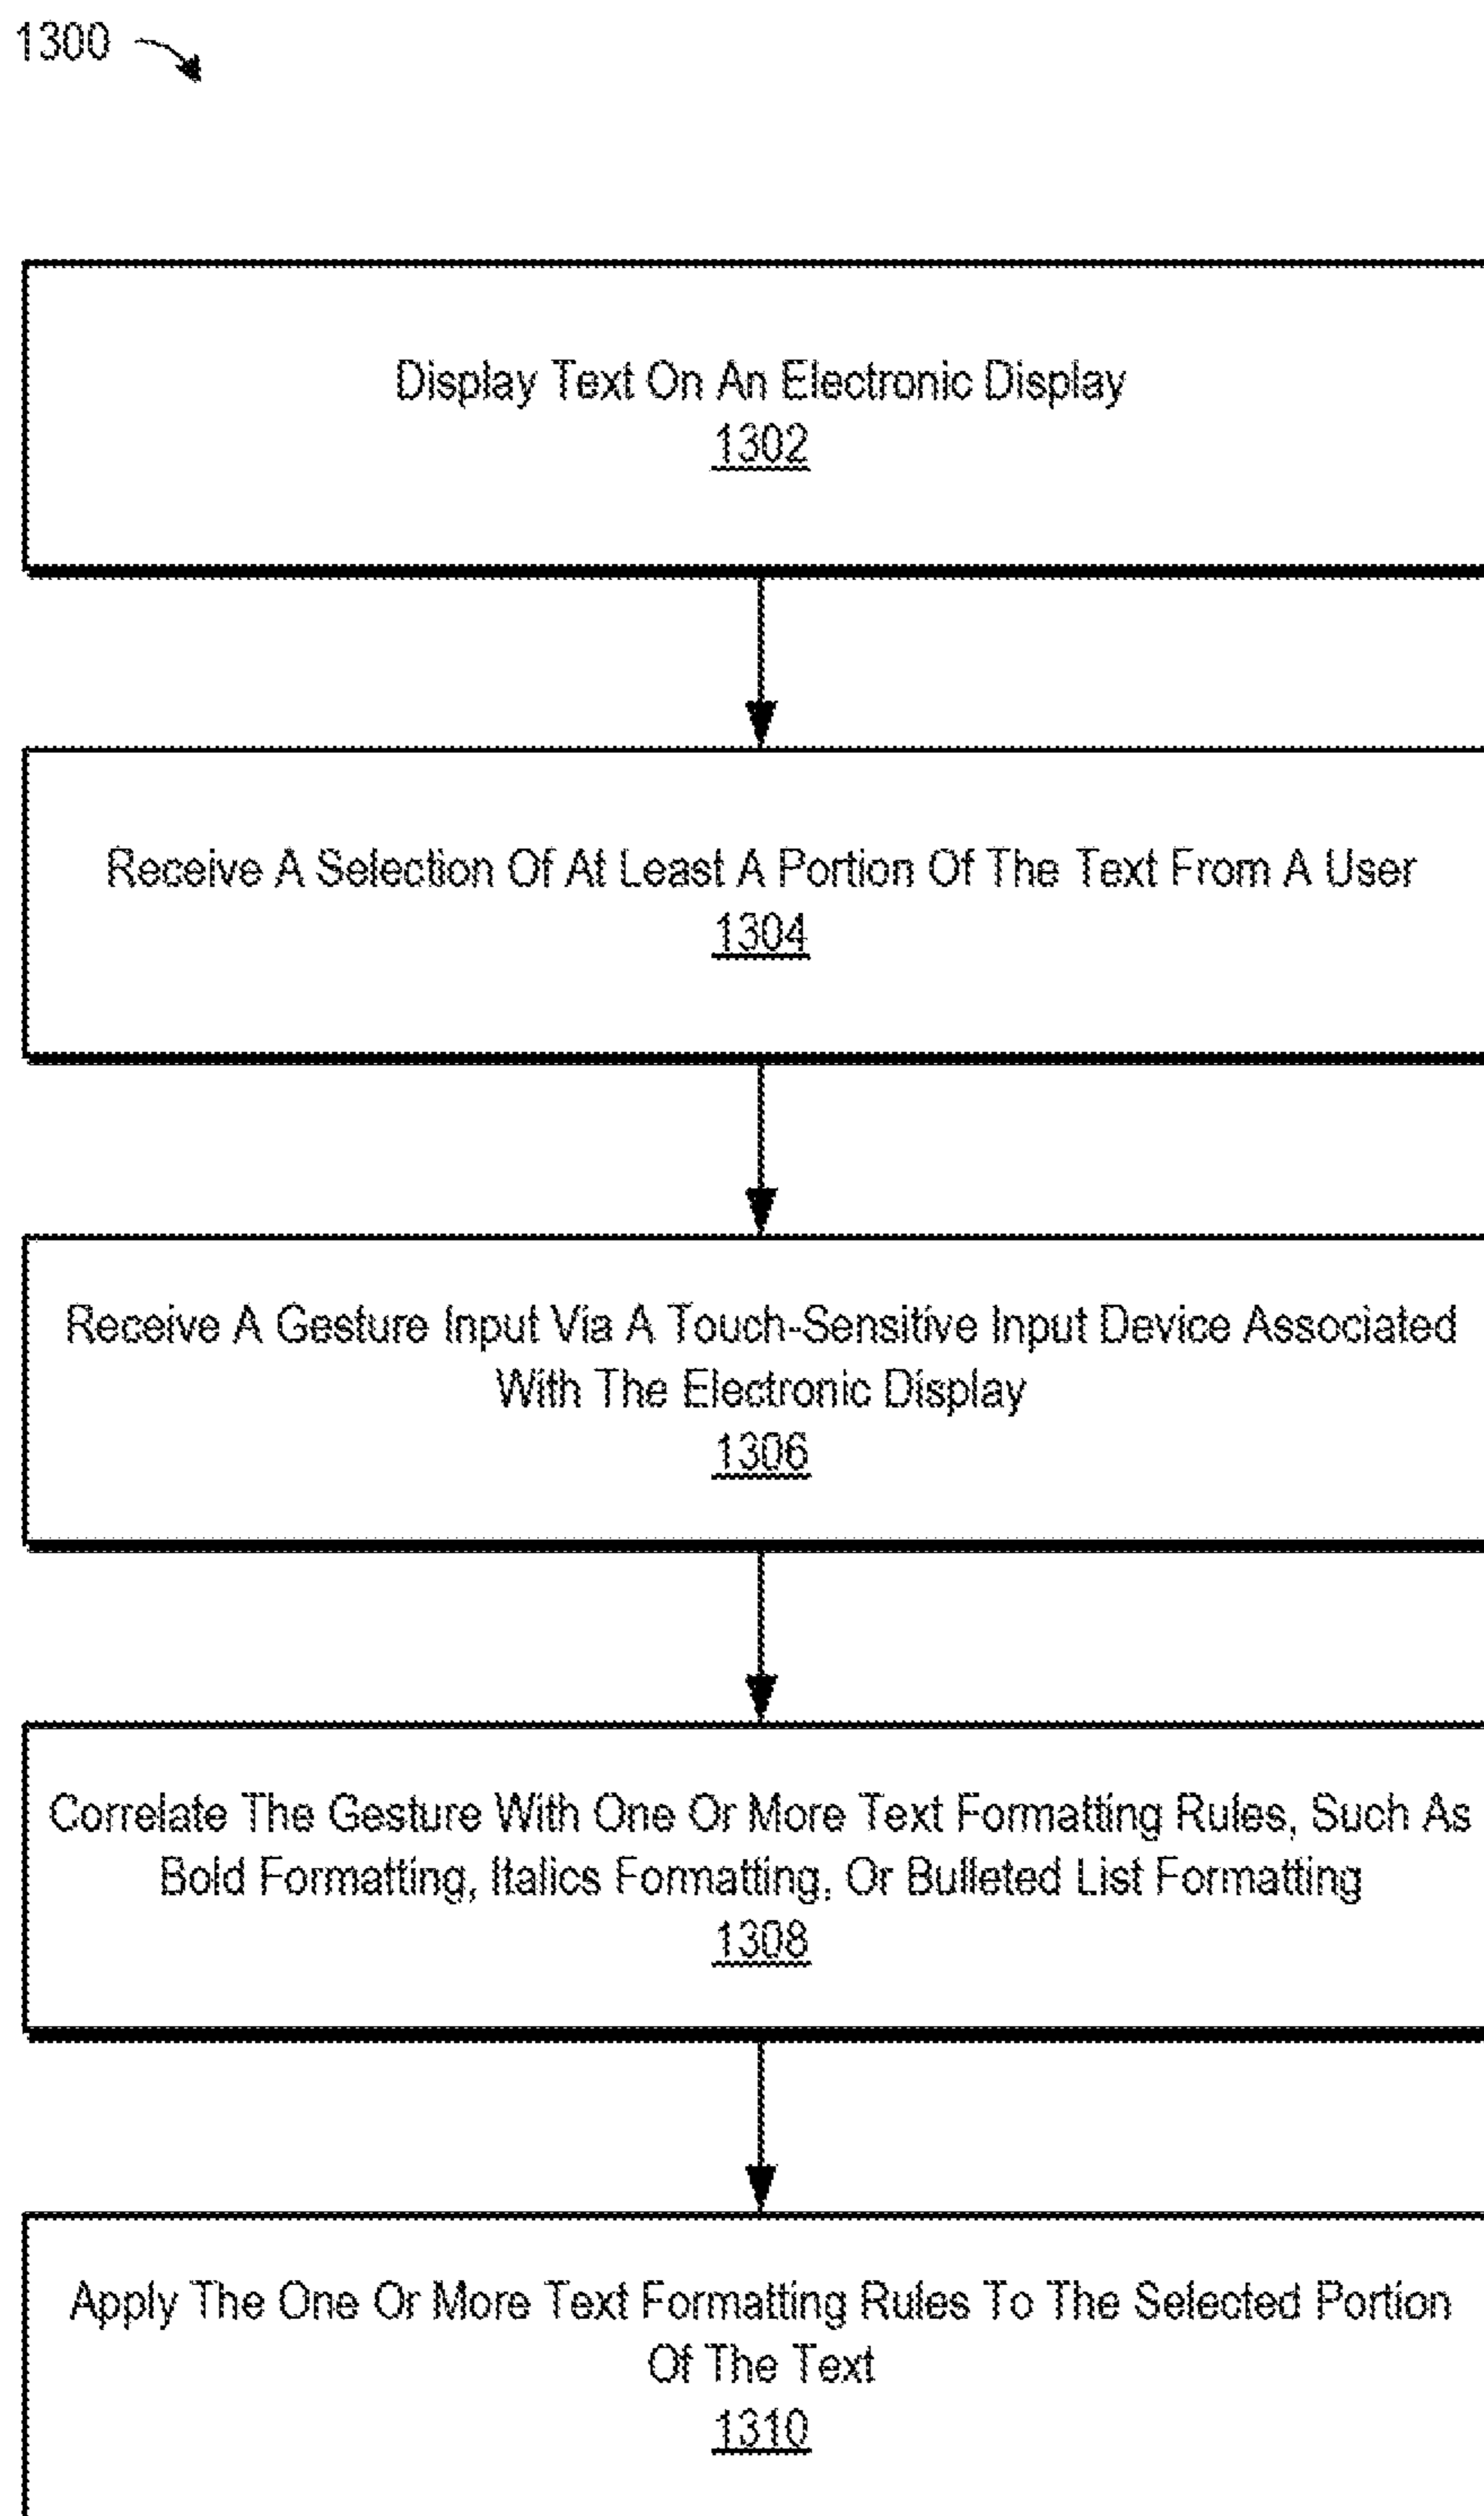 1300
Display Text On An Electronic Display
1302
Receive A Selection Of At Least A Portion Of The Text From A User
1304
Receive A Gesture Input Via A Touch-Sensitive Input Device Associated
With The Electronic Display
1306
Correlate The Gesture With One Or More Text Formatting Rules, Such As
Bold Formatting, Italics Formatting, Or Bulleted List Formatting
1308
Apply The One Or More Text Formatting Rules To The Selected Portion
Of The Text
1310